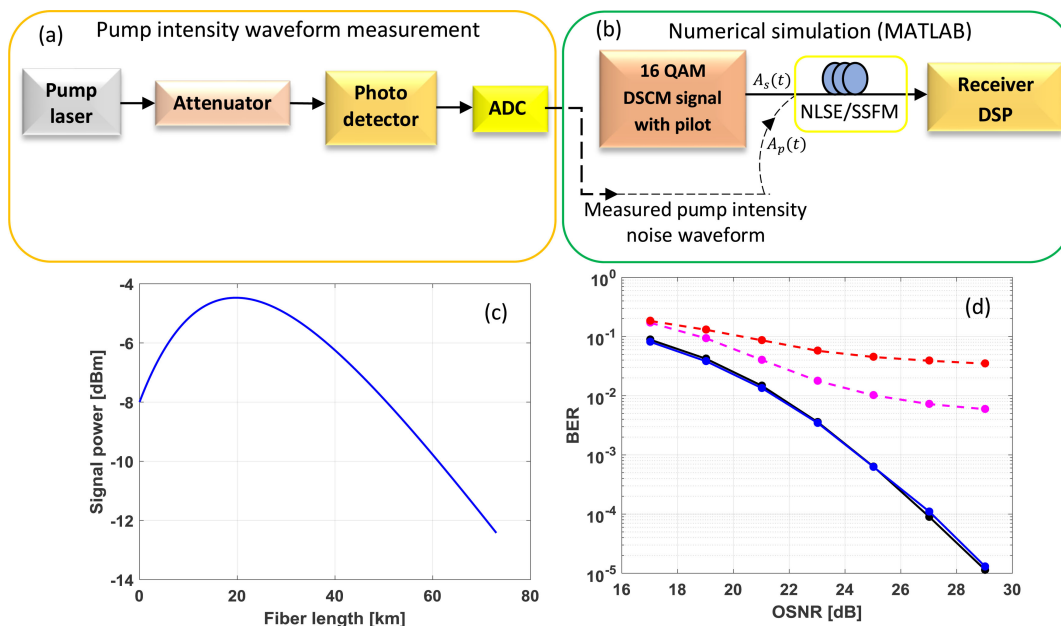 (a)
Pump intensity waveform measurement
Pump
laser
Attenuator
Photo
detector
ADC
(b)
Numerical simulation (MATLAB)
16 QAM
DSCM signal
with pilot
A_s(t)
A_p(t)
NLSE/SSFM
Receiver
DSP
Measured pump intensity
noise waveform
(c)
Signal power [dBm]
-4
-6
-8
-10
-12
-14
0
20
40
60
80
Fiber length [km]
(d)
BER
10^0
10^-1
10^-2
10^-3
10^-4
10^-5
16
18
20
22
24
26
28
30
OSNR [dB]